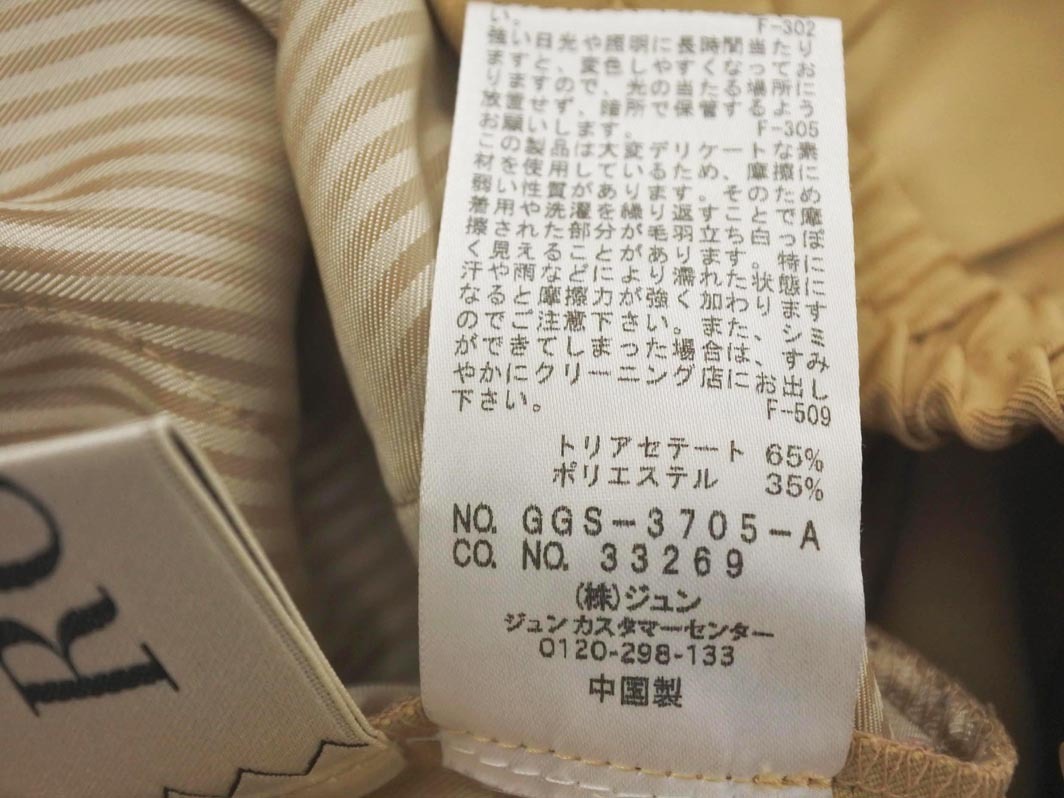 い。
F-302
強い日光や照明に長時間当たり
ますと、変色しやすくなってお
りますので、光の当たる場所に
放置せず、暗所で保管するよう
お願いします。
F-305
この製品は大変デリケートな素
材を使用しているため、摩擦に
弱い性質があります。そのため
着用や洗濯を繰り返すことで摩
擦された部分が毛羽立ち白っぽ
く見えることがあります。特に
汗や雨などにより濡れた状態に
なると摩擦力が強く加わります
のでご注意下さい。また、シミ
ができてしまった場合は、すみ
やかにクリーニング店にお出し
下さい。
F-509
トリアセテート 65%
ポリエステル 35%
NO. GGS-3705-A
CO. NO. 33269
(株)ジュン
ジュンカスタマーセンター
0120-298-133
中国製
RO